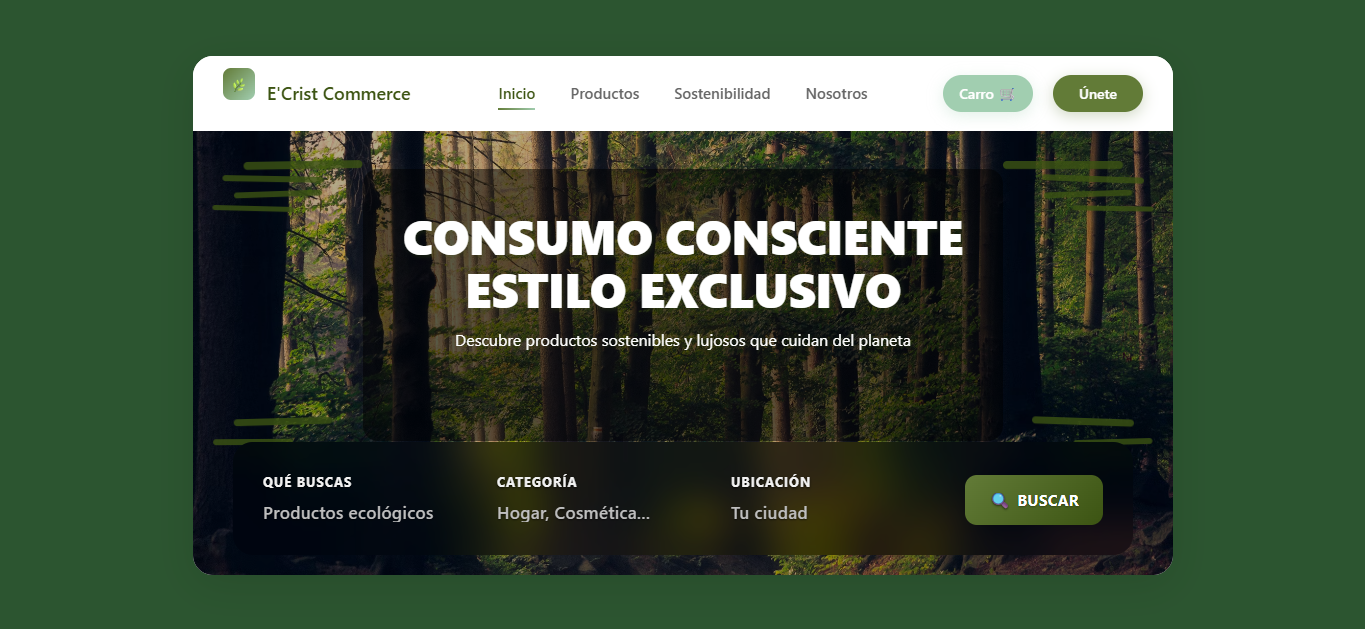 E'Crist Commerce
Inicio
Productos
Sostenibilidad
Nosotros
Carro 🛒
Únete
CONSUMO CONSCIENTE
ESTILO EXCLUSIVO
Descubre productos sostenibles y lujosos que cuidan del planeta
QUÉ BUSCAS
Productos ecológicos
CATEGORÍA
Hogar, Cosmética...
UBICACIÓN
Tu ciudad
🔍 BUSCAR